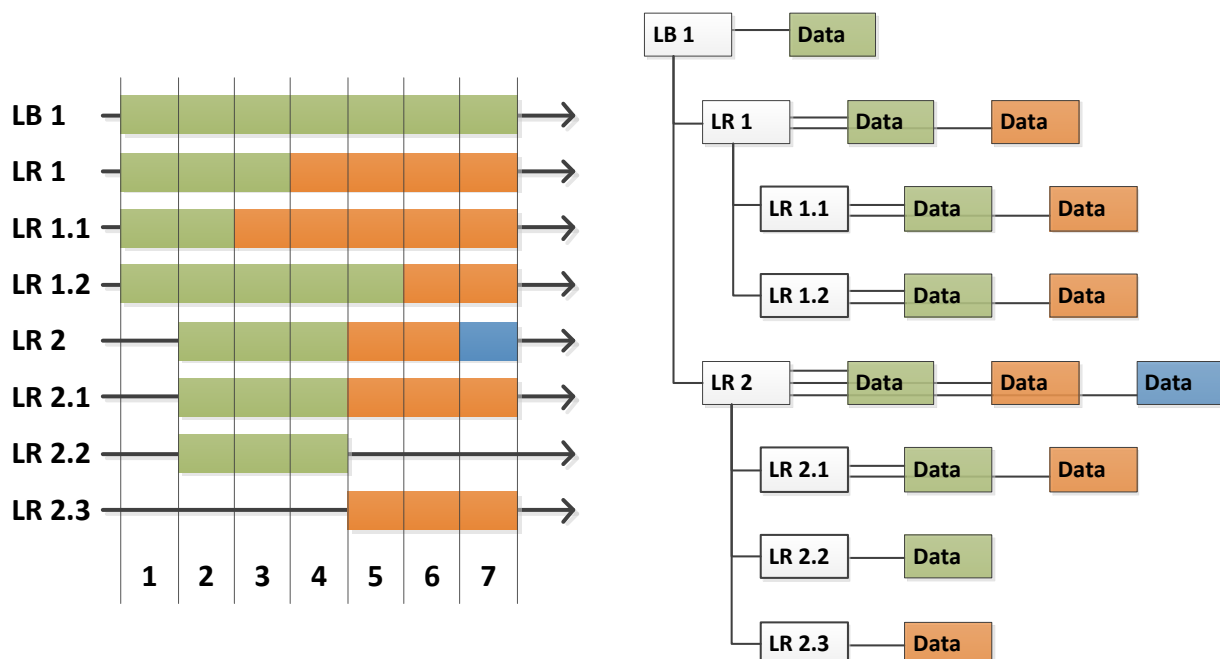 LB 1
LR 1
LR 1.1
LR 1.2
LR 2
LR 2.1
LR 2.2
LR 2.3
1 2 3 4 5 6 7
LB 1 Data
LR 1 Data Data
LR 1.1 Data Data
LR 1.2 Data Data
LR 2 Data Data Data
LR 2.1 Data Data
LR 2.2 Data
LR 2.3 Data